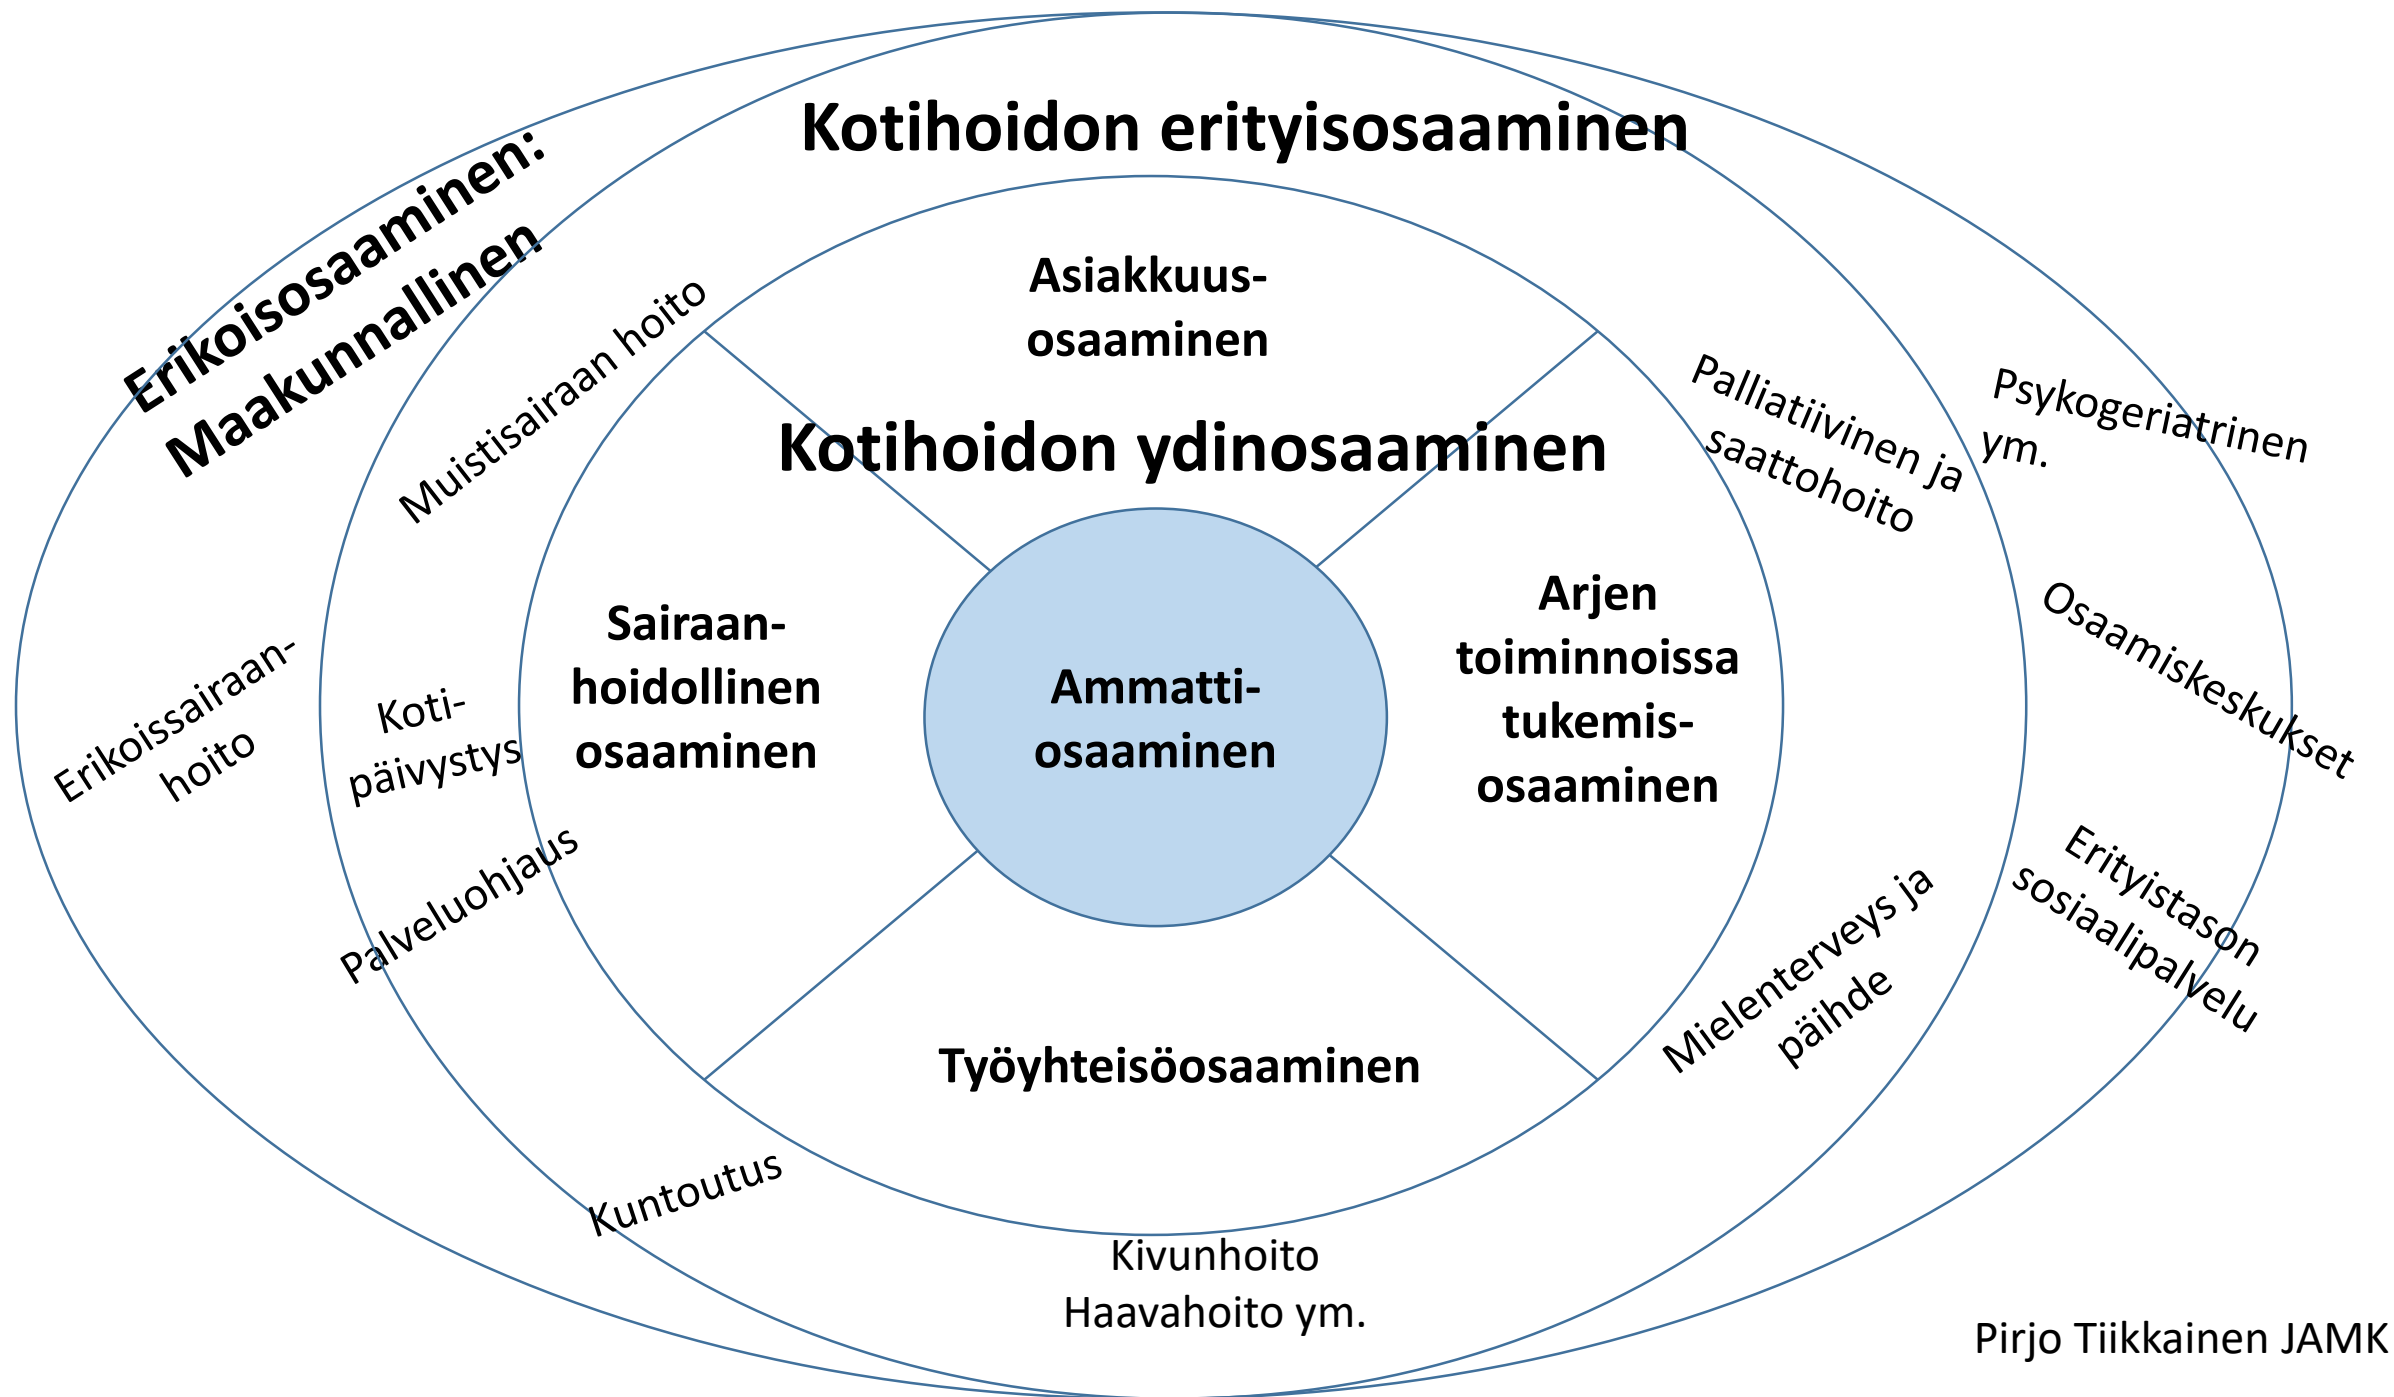 Kotihoidon erityisosaaminen
Erikoisosaaminen:
Maakunnallinen
Asiakkuus-
osaaminen
Muistisairaan hoito
Palliatiivinen ja
saattohoito
Psykogeriatrinen
ym.
Kotihoidon ydinosaaminen
Sairaan-
hoidollinen
osaaminen
Ammatti-
osaaminen
Arjen
toiminnoissa
tukemis-
osaaminen
Osaamiskeskukset
Erikoissairaan-
hoito
Koti-
päivystys
Palveluohjaus
Erityistason
sosiaalipalvelu
Mielenterveys ja
päihde
Työyhteisöosaaminen
Kuntoutus
Kivunhoito
Haavahoito ym.
Pirjo Tiikkainen JAMK